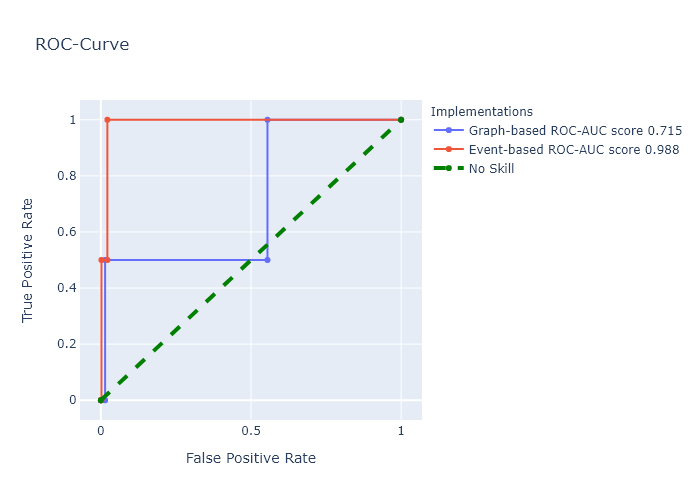 ROC-Curve
Implementations
Graph-based ROC-AUC score 0.715
Event-based ROC-AUC score 0.988
No Skill
True Positive Rate
1
0.8
0.6
0.4
0.2
0
0 0.5 1
False Positive Rate